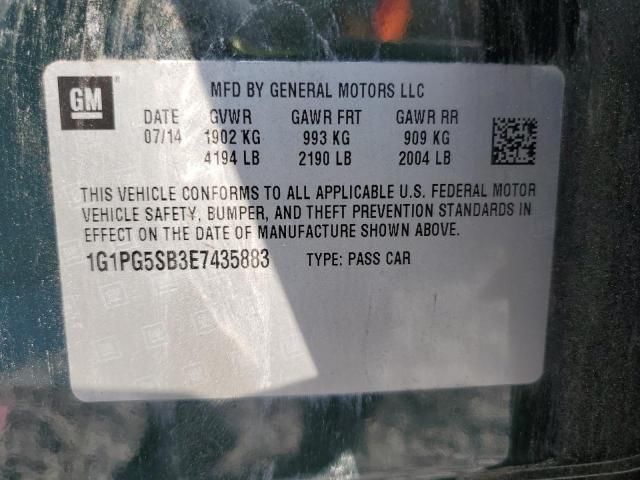 GM
MFD BY GENERAL MOTORS LLC
DATE GVWR GAWR FRT GAWR RR
07/14 1902 KG 993 KG 909 KG
4194 LB 2190 LB 2004 LB
THIS VEHICLE CONFORMS TO ALL APPLICABLE U.S. FEDERAL MOTOR
VEHICLE SAFETY, BUMPER, AND THEFT PREVENTION STANDARDS IN
EFFECT ON THE DATE OF MANUFACTURE SHOWN ABOVE.
1G1PG5SB3E7435883 TYPE: PASS CAR